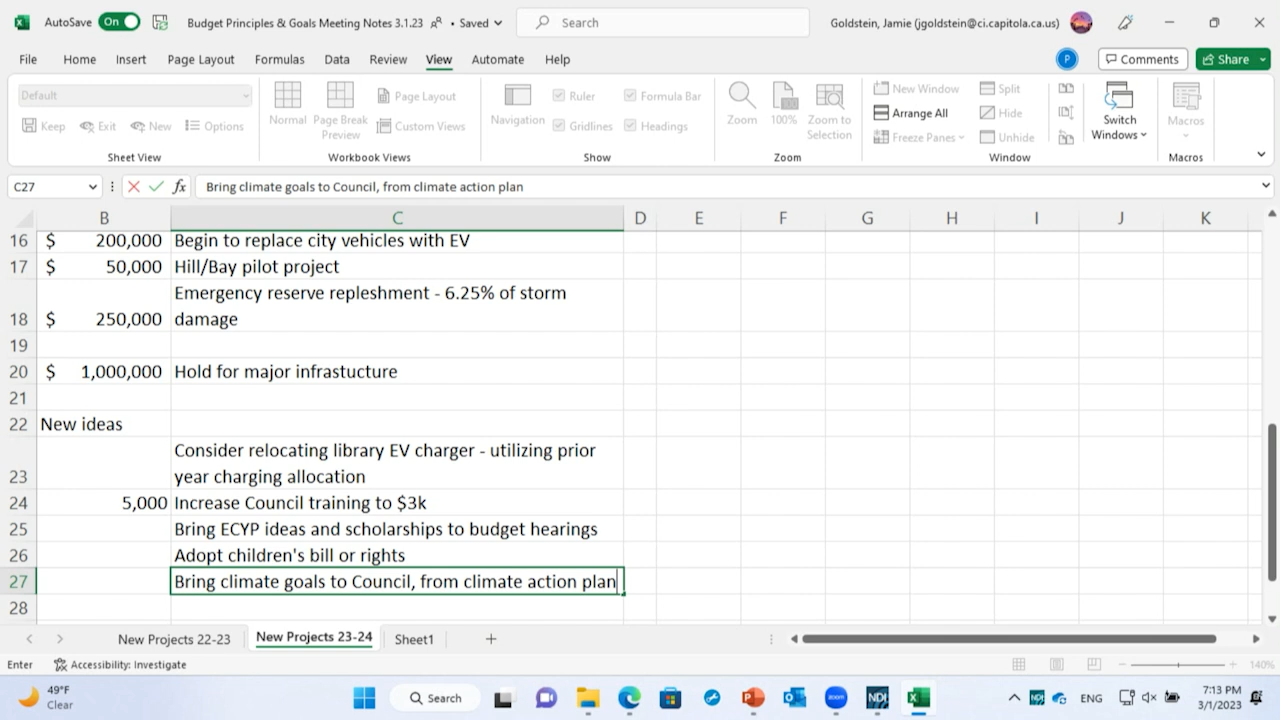 AutoSave On Budget Principles & Goals Meeting Notes 3.1.23 • Saved Search Goldstein, Jamie (jgoldstein@ci.capitola.ca.us)
File Home Insert Page Layout Formulas Data Review View Automate Help P Comments Share
Default
Keep Exit New Options
Sheet View
Normal Page Break Preview Page Layout Custom Views
Workbook Views
Navigation Ruler Formula Bar Gridlines Headings
Show
Zoom 100% Zoom to Selection
Zoom
New Window Arrange All Freeze Panes Split Hide Unhide Switch Windows
Window
Macros
Macros
C27 fx Bring climate goals to Council, from climate action plan
B C D E F G H I J K
16 $ 200,000 Begin to replace city vehicles with EV
17 $ 50,000 Hill/Bay pilot project
Emergency reserve repleshment - 6.25% of storm
18 $ 250,000 damage
19
20 $ 1,000,000 Hold for major infrastucture
21
22 New ideas
Consider relocating library EV charger - utilizing prior
23 year charging allocation
24 5,000 Increase Council training to $3k
25 Bring ECYP ideas and scholarships to budget hearings
26 Adopt children's bill or rights
27 Bring climate goals to Council, from climate action plan
28
New Projects 22-23 New Projects 23-24 Sheet1
Enter Accessibility: Investigate 140%
49°F
Clear
Search
zoom
NDI
ENG
7:13 PM
3/1/2023